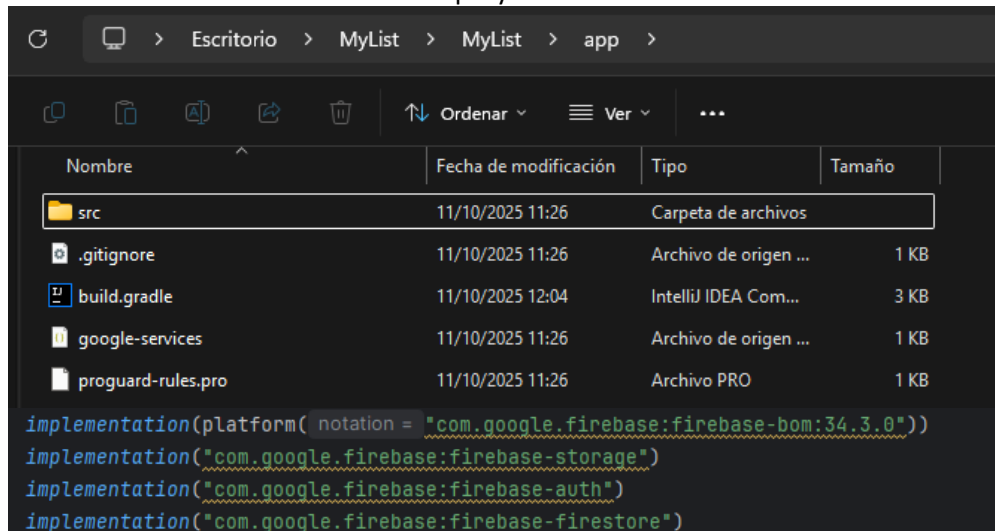 Escritorio > MyList > MyList > app >
Ordenar Ver ...
Nombre Fecha de modificación Tipo Tamaño
src 11/10/2025 11:26 Carpeta de archivos
.gitignore 11/10/2025 11:26 Archivo de origen ... 1 KB
build.gradle 11/10/2025 12:04 IntelliJ IDEA Com... 3 KB
google-services 11/10/2025 11:26 Archivo de origen ... 1 KB
proguard-rules.pro 11/10/2025 11:26 Archivo PRO 1 KB
implementation(platform( notation = "com.google.firebase:firebase-bom:34.3.0"))
implementation("com.google.firebase:firebase-storage")
implementation("com.google.firebase:firebase-auth")
implementation("com.google.firebase:firebase-firestore")